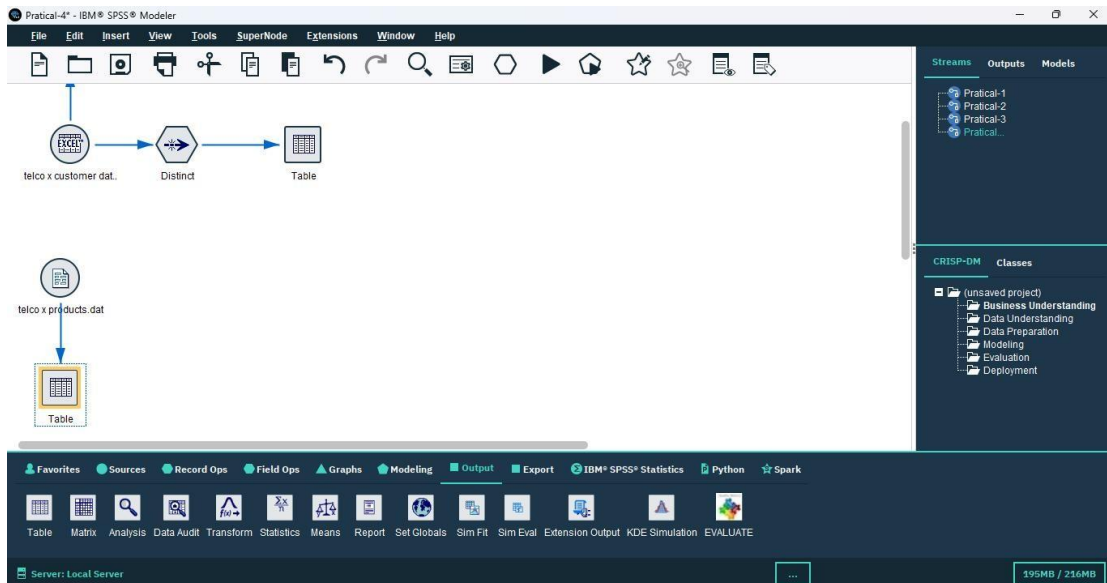 Pratical-4* - IBM® SPSS® Modeler
File Edit Insert View Tools SuperNode Extensions Window Help
Streams Outputs Models
Pratical-1
Pratical-2
Pratical-3
Pratical...
EXCEL
telco x customer dat..
Distinct
Table
telco x products.dat
Table
CRISP-DM Classes
(unsaved project)
Business Understanding
Data Understanding
Data Preparation
Modeling
Evaluation
Deployment
Favorites Sources Record Ops Field Ops Graphs Modeling Output Export IBM® SPSS® Statistics Python Spark
Table Matrix Analysis Data Audit Transform Statistics Means Report Set Globals Sim Fit Sim Eval Extension Output KDE Simulation EVALUATE
Server: Local Server
...
195MB / 216MB